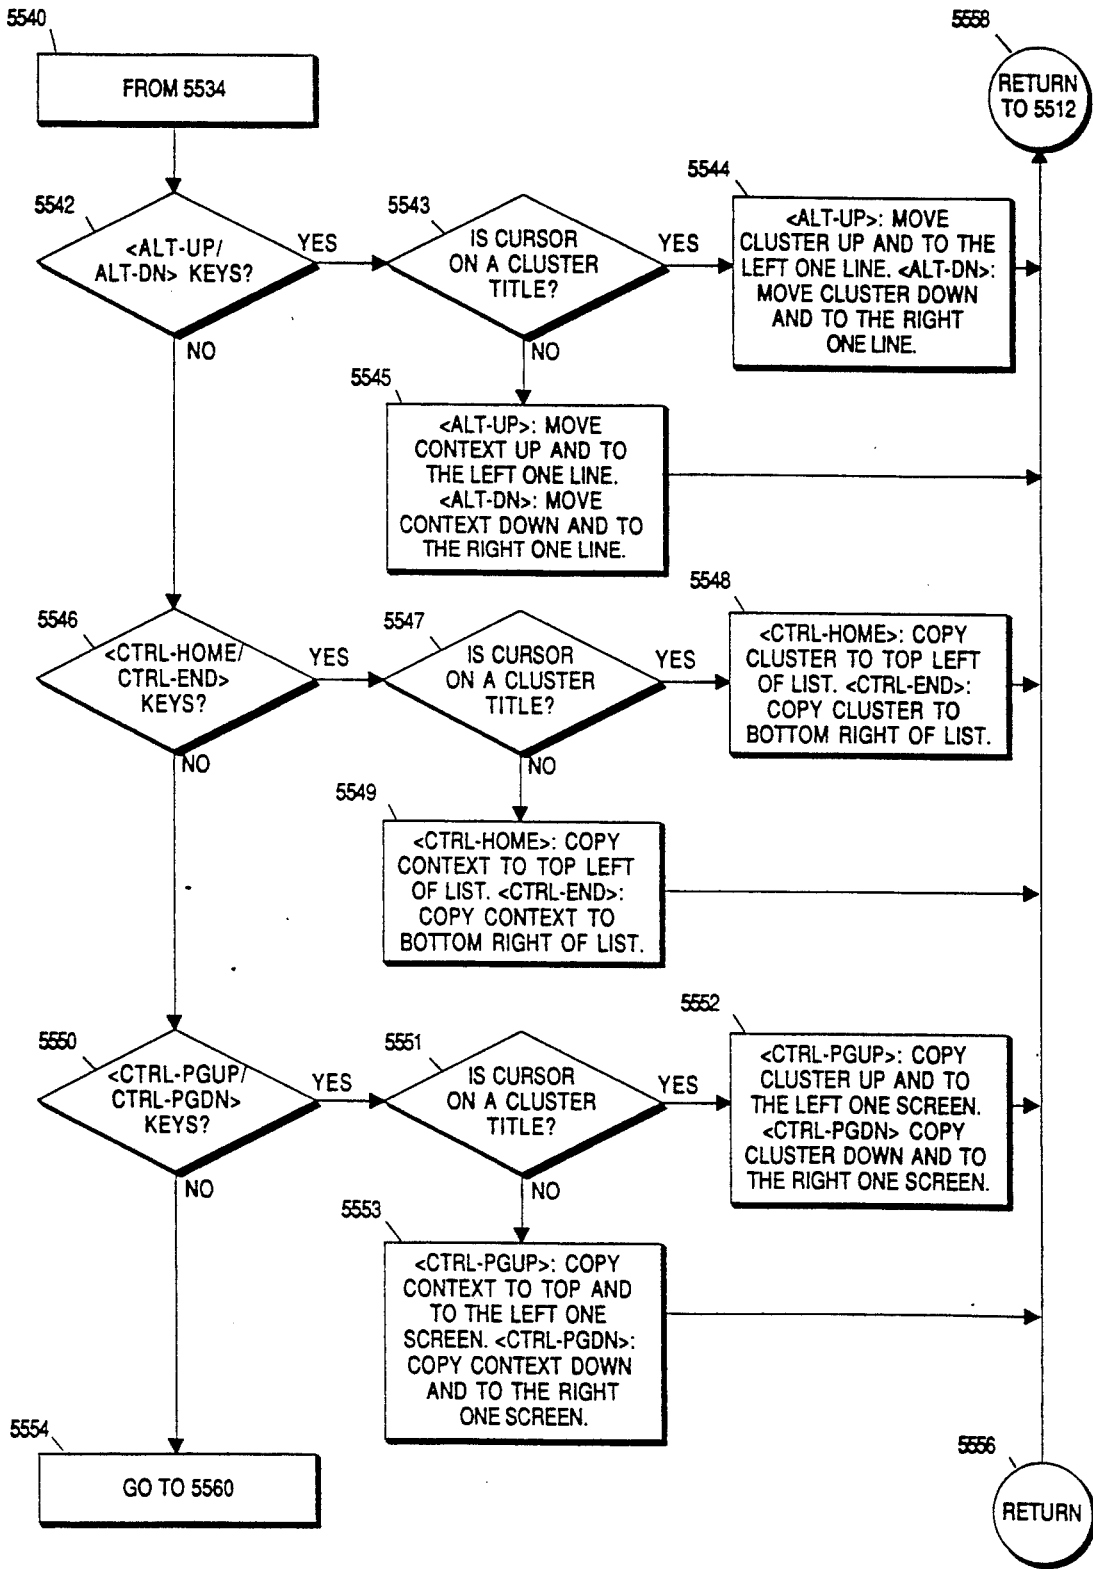 5540
FROM 5534
5558
RETURN
TO 5512
5542
<ALT-UP/
ALT-DN> KEYS?
YES
NO
5543
IS CURSOR
ON A CLUSTER
TITLE?
YES
NO
5544
<ALT-UP>: MOVE
CLUSTER UP AND TO THE
LEFT ONE LINE. <ALT-DN>:
MOVE CLUSTER DOWN
AND TO THE RIGHT
ONE LINE.
5545
<ALT-UP>: MOVE
CONTEXT UP AND TO
THE LEFT ONE LINE.
<ALT-DN>: MOVE
CONTEXT DOWN AND TO
THE RIGHT ONE LINE.
5546
<CTRL-HOME/
CTRL-END>
KEYS?
YES
NO
5547
IS CURSOR
ON A CLUSTER
TITLE?
YES
NO
5548
<CTRL-HOME>: COPY
CLUSTER TO TOP LEFT
OF LIST. <CTRL-END>:
COPY CLUSTER TO
BOTTOM RIGHT OF LIST.
5549
<CTRL-HOME>: COPY
CONTEXT TO TOP LEFT
OF LIST. <CTRL-END>:
COPY CONTEXT TO
BOTTOM RIGHT OF LIST.
5550
<CTRL-PGUP/
CTRL-PGDN>
KEYS?
YES
NO
5551
IS CURSOR
ON A CLUSTER
TITLE?
YES
NO
5552
<CTRL-PGUP>: COPY
CLUSTER UP AND TO
THE LEFT ONE SCREEN.
<CTRL-PGDN> COPY
CLUSTER DOWN AND TO
THE RIGHT ONE SCREEN.
5553
<CTRL-PGUP>: COPY
CONTEXT TO TOP AND
TO THE LEFT ONE
SCREEN. <CTRL-PGDN>:
COPY CONTEXT DOWN
AND TO THE RIGHT
ONE SCREEN.
5554
GO TO 5560
5556
RETURN